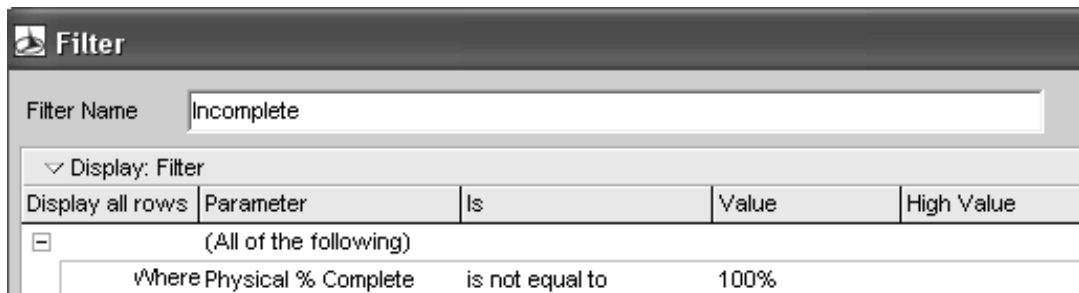 Filter
Filter Name Incomplete
Display: Filter
Display all rows Parameter Is Value High Value
(All of the following)
Where Physical % Complete is not equal to 100%